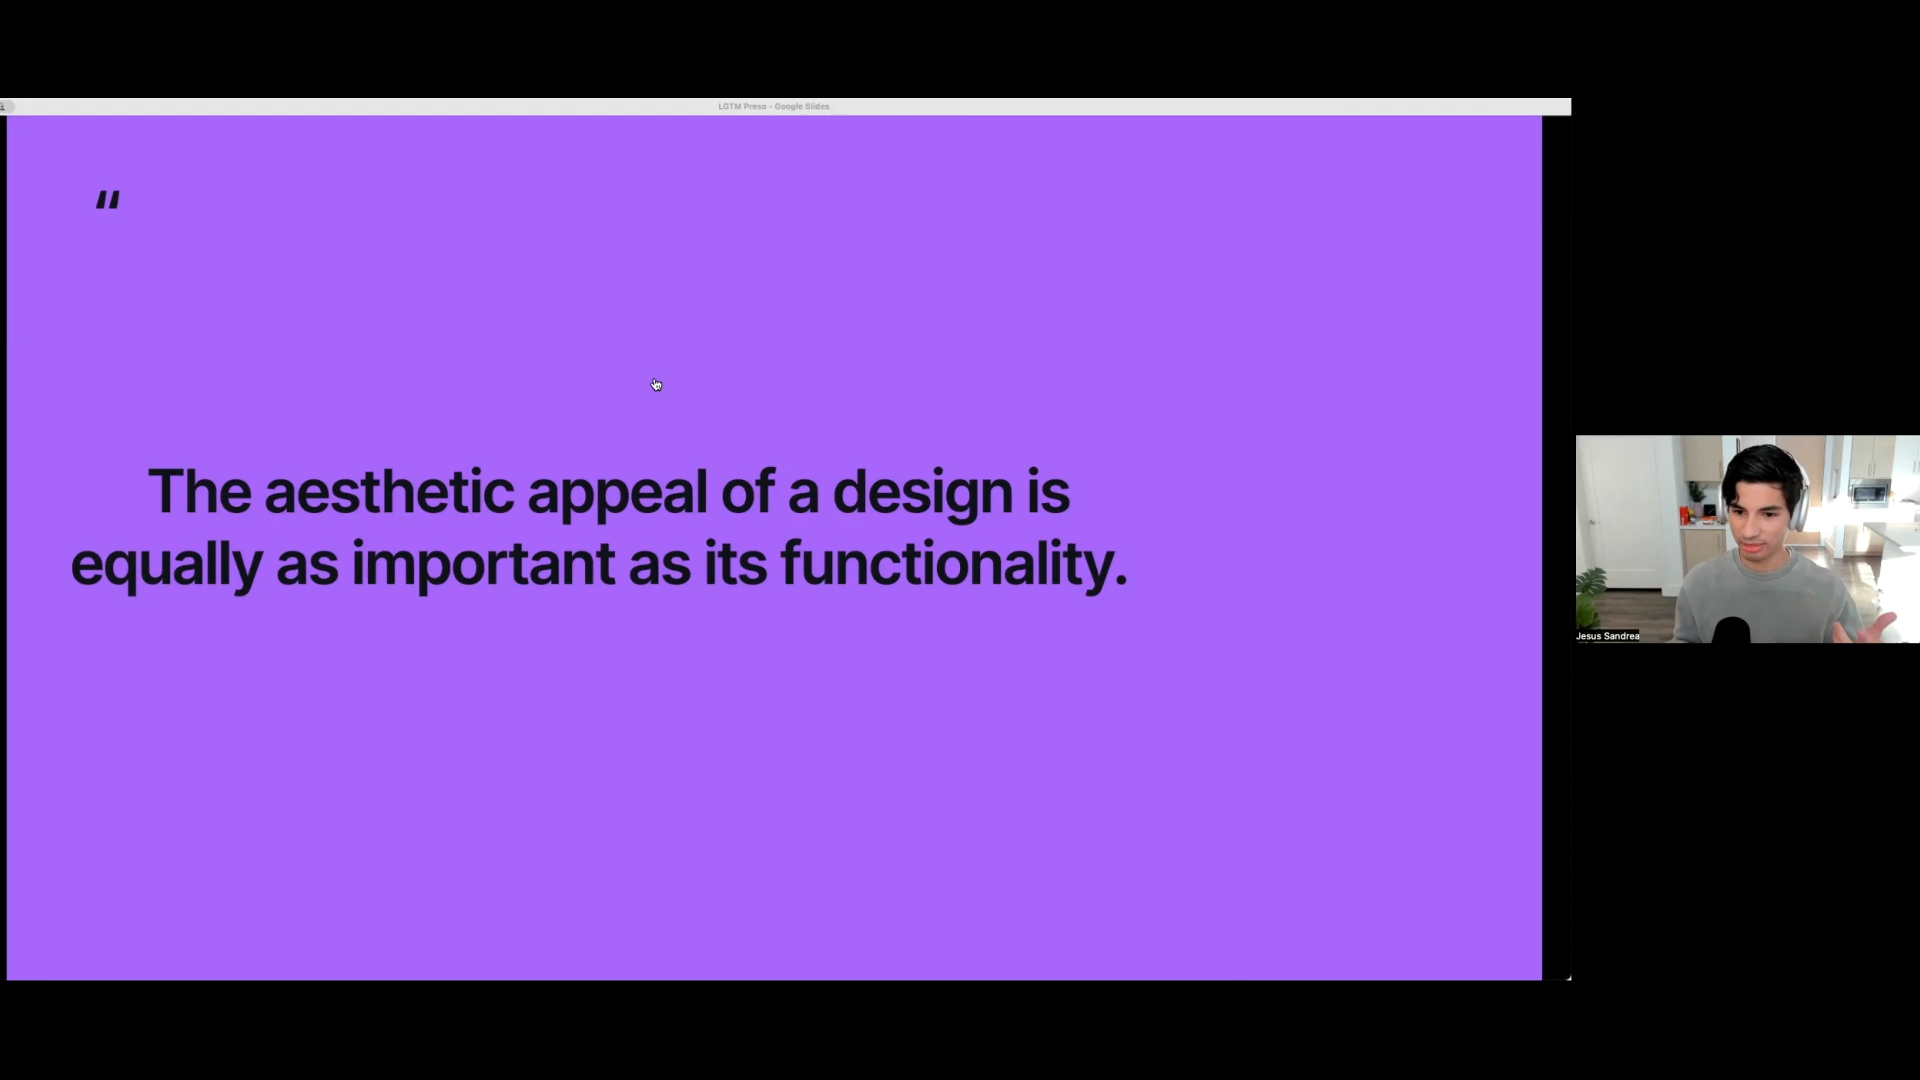 LGTM Preso - Google Slides
“
The aesthetic appeal of a design is
equally as important as its functionality.
Jesus Sandrea